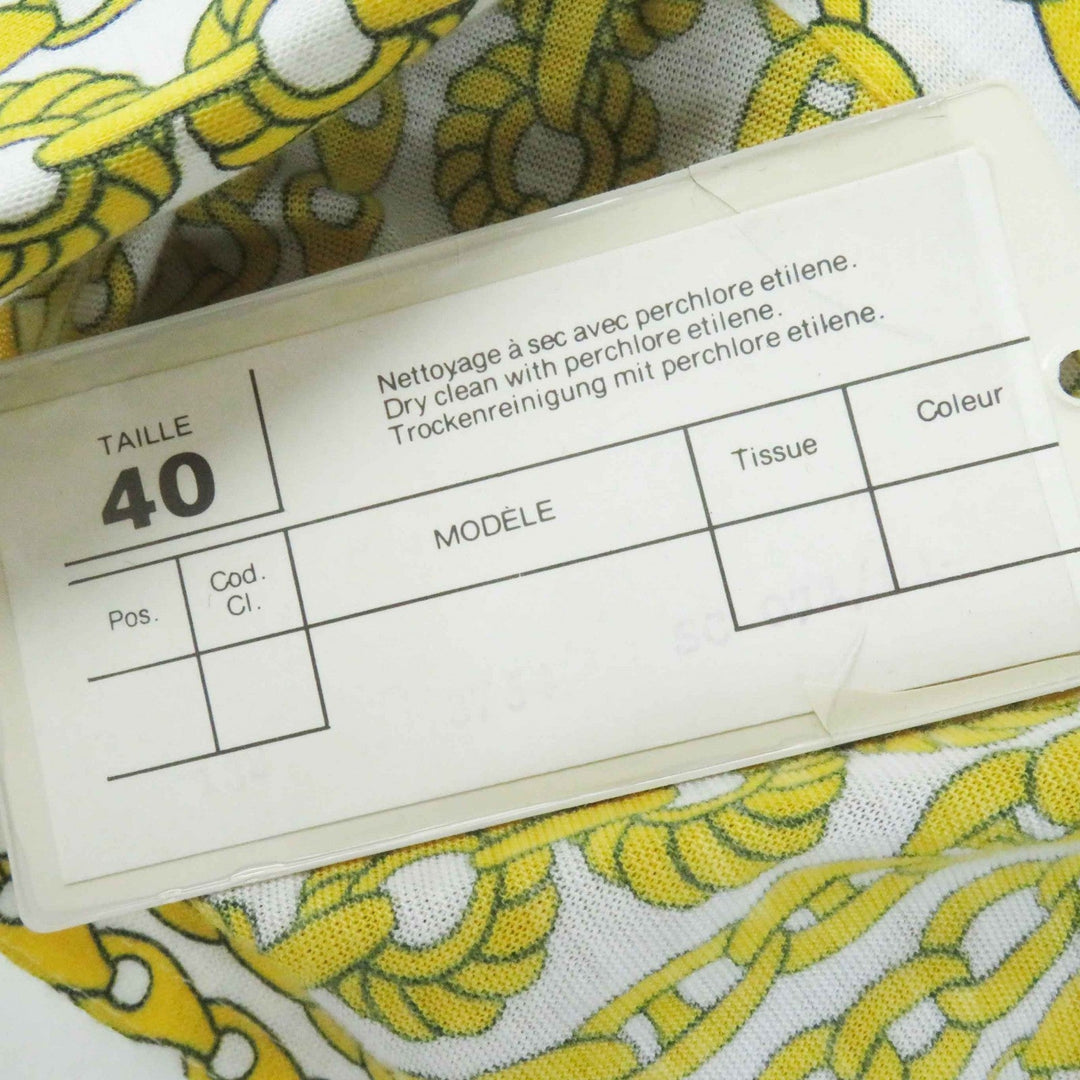 TAILLE
40
Nettoyage à sec avec perchlore etilene.
Dry clean with perchlore etilene.
Trockenreinigung mit perchlore etilene.
Pos.
Cod.
Cl.
MODÈLE
Tissue
Coleur